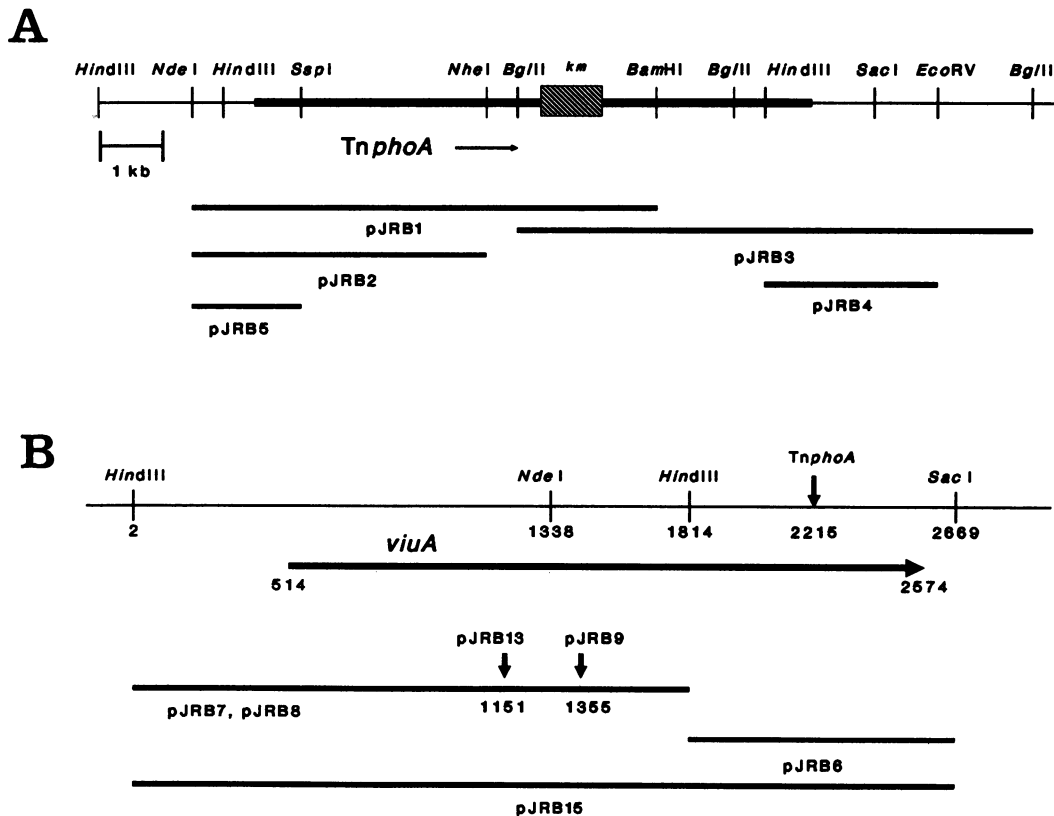 A
HindIII NdeI HindIII SspI NheI BglII km BamHI BglII HindIII SacI EcoRV BglII
TnphoA
1 kb
pJRB1
pJRB3
pJRB2
pJRB4
pJRB5
B
HindIII NdeI HindIII TnphoA SacI
2 1338 1814 2215 2669
viuA
514 2574
pJRB13 pJRB9
1151 1355
pJRB7, pJRB8
pJRB6
pJRB15